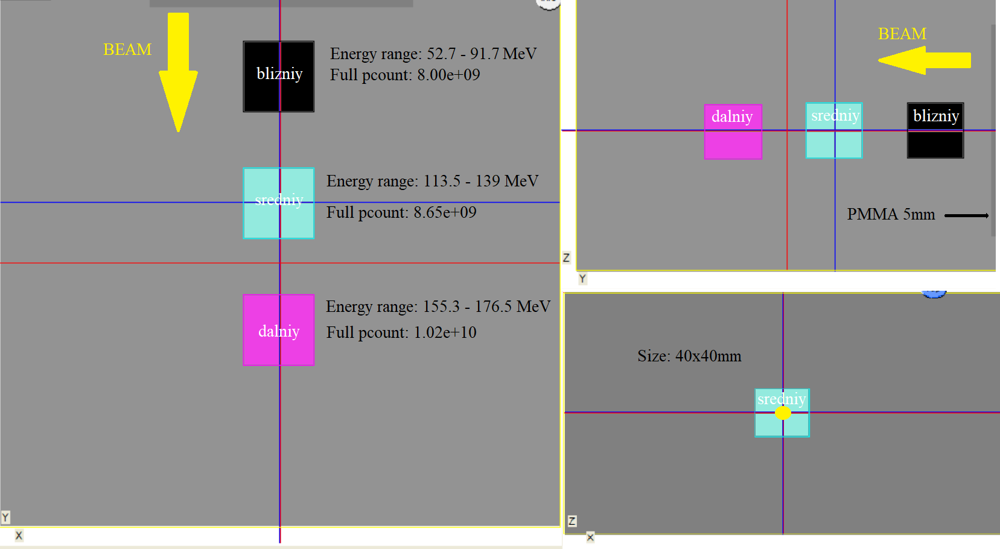 BEAM
blizniy
Energy range: 52.7 - 91.7 MeV
Full pcount: 8.00e+09
sredniy
Energy range: 113.5 - 139 MeV
Full pcount: 8.65e+09
dalniy
Energy range: 155.3 - 176.5 MeV
Full pcount: 1.02e+10
Y
X
BEAM
dalniy
sredniy
blizniy
PMMA 5mm
Z
Y
Size: 40x40mm
sredniy
Z
X